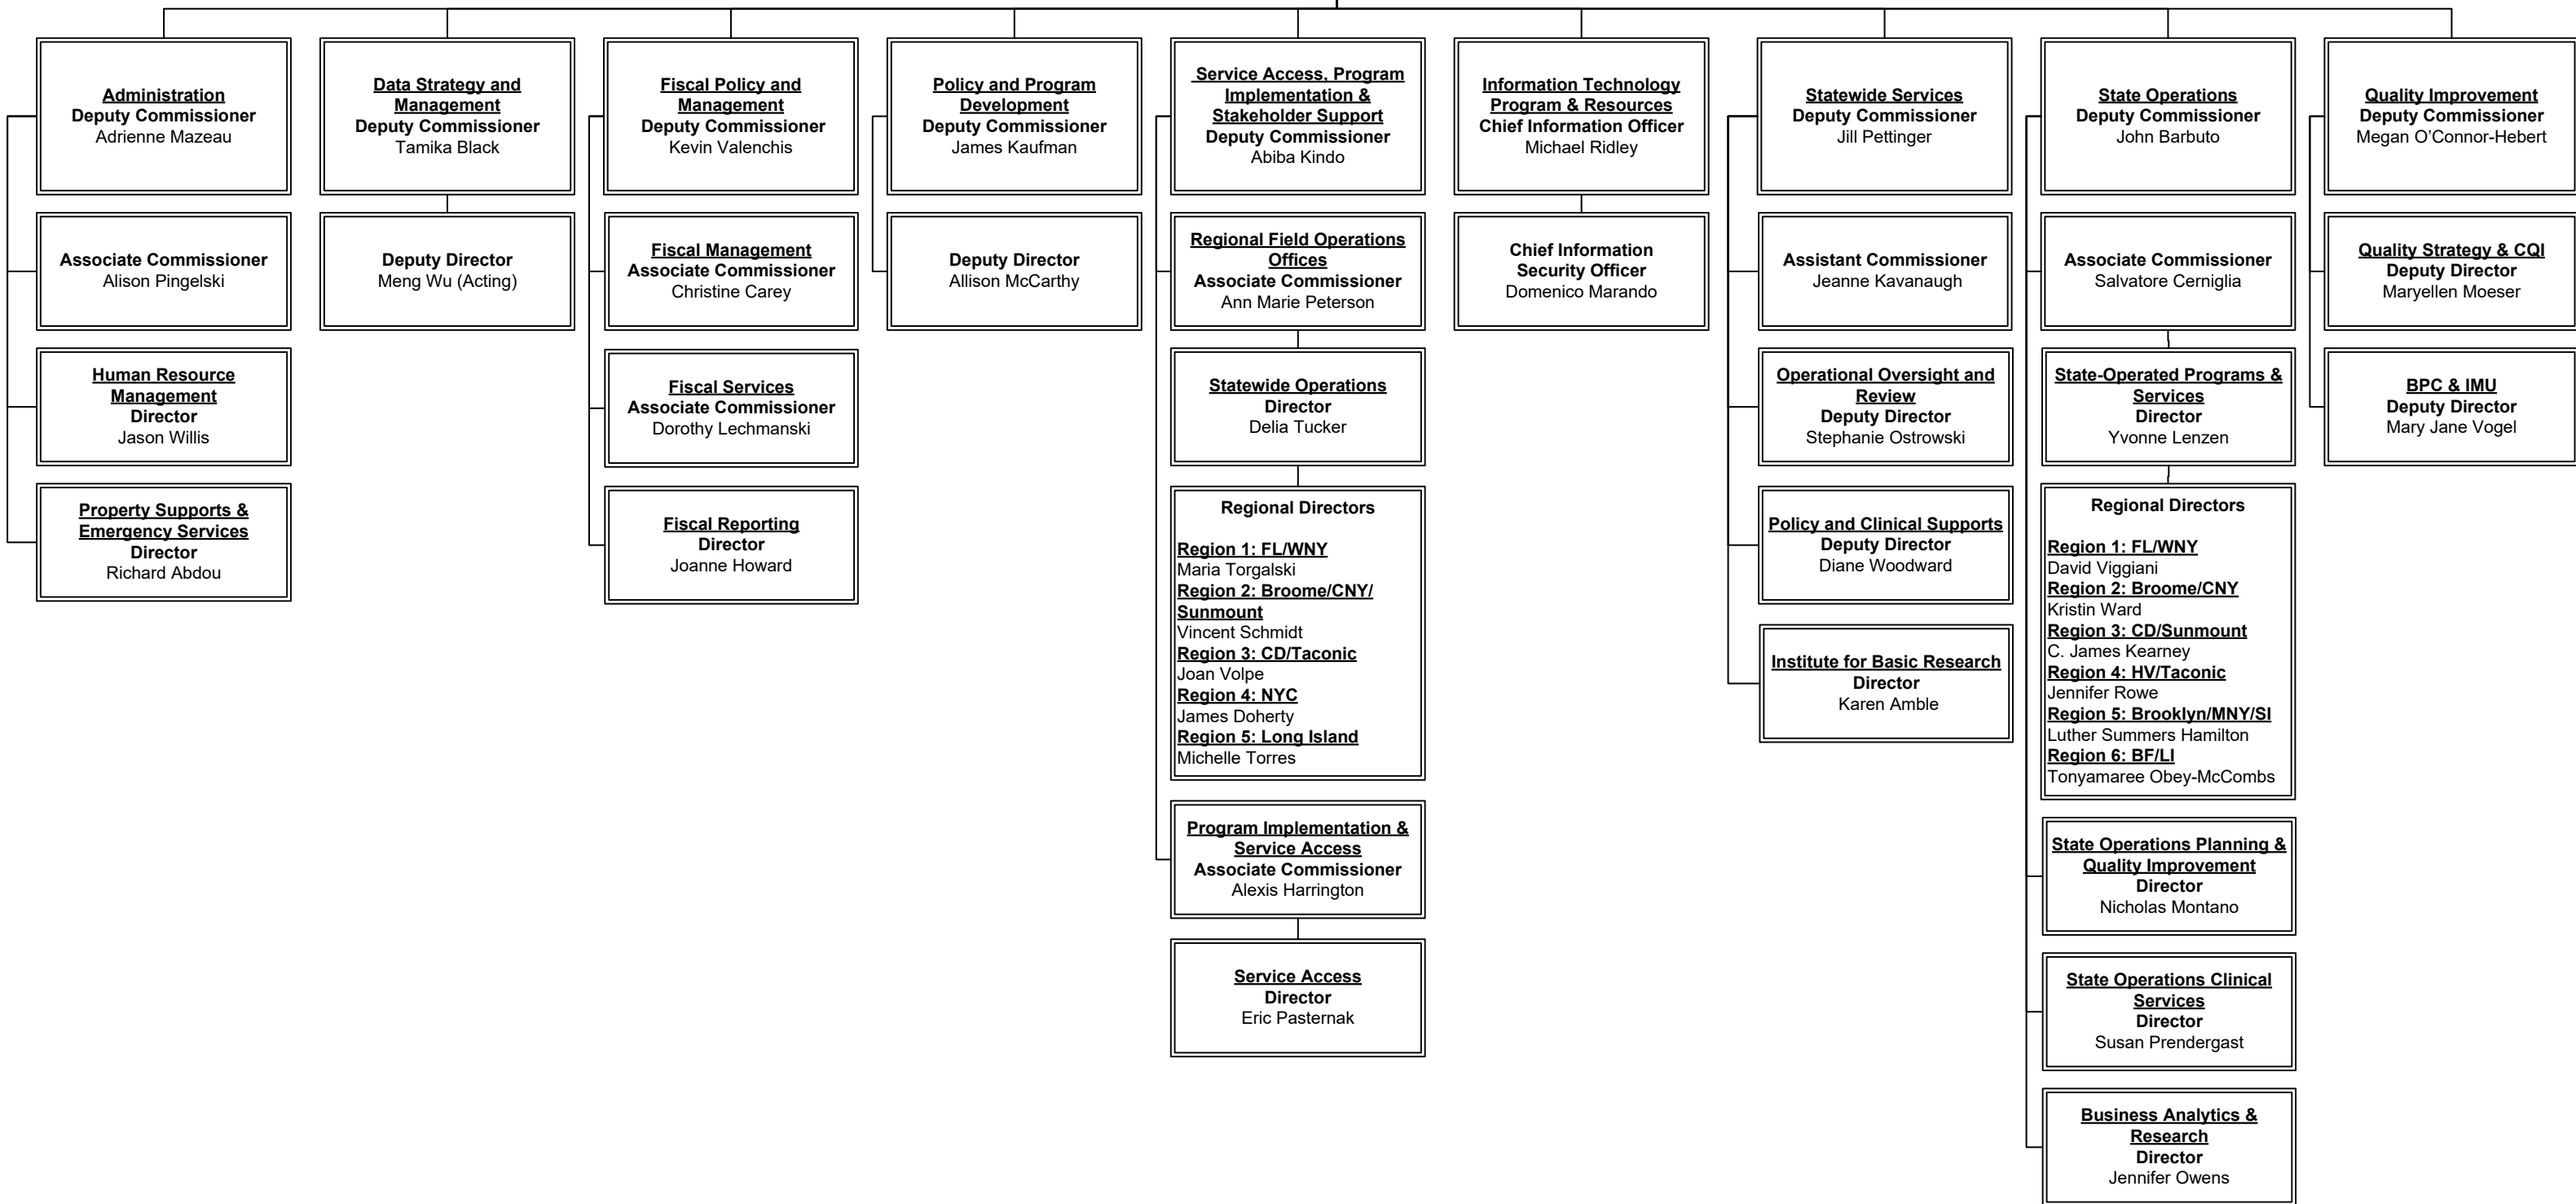 Administration
Deputy Commissioner
Adrienne Mazeau
Associate Commissioner
Alison Pingelski
Human Resource
Management
Director
Jason Willis
Property Supports &
Emergency Services
Director
Richard Abdou
Data Strategy and
Management
Deputy Commissioner
Tamika Black
Deputy Director
Meng Wu (Acting)
Fiscal Policy and
Management
Deputy Commissioner
Kevin Valenchis
Fiscal Management
Associate Commissioner
Christine Carey
Fiscal Services
Associate Commissioner
Dorothy Lechmanski
Fiscal Reporting
Director
Joanne Howard
Policy and Program
Development
Deputy Commissioner
James Kaufman
Deputy Director
Allison McCarthy
Service Access, Program
Implementation &
Stakeholder Support
Deputy Commissioner
Abiba Kindo
Regional Field Operations
Offices
Associate Commissioner
Ann Marie Peterson
Statewide Operations
Director
Delia Tucker
Regional Directors
Region 1: FL/WNY
Maria Torgalski
Region 2: Broome/CNY/
Sunmount
Vincent Schmidt
Region 3: CD/Taconic
Joan Volpe
Region 4: NYC
James Doherty
Region 5: Long Island
Michelle Torres
Program Implementation &
Service Access
Associate Commissioner
Alexis Harrington
Service Access
Director
Eric Pasternak
Information Technology
Program & Resources
Chief Information Officer
Michael Ridley
Chief Information
Security Officer
Domenico Marando
Statewide Services
Deputy Commissioner
Jill Pettinger
Assistant Commissioner
Jeanne Kavanaugh
Operational Oversight and
Review
Deputy Director
Stephanie Ostrowski
Policy and Clinical Supports
Deputy Director
Diane Woodward
Institute for Basic Research
Director
Karen Amble
State Operations
Deputy Commissioner
John Barbuto
Associate Commissioner
Salvatore Cerniglia
State-Operated Programs &
Services
Director
Yvonne Lenzen
Regional Directors
Region 1: FL/WNY
David Viggiani
Region 2: Broome/CNY
Kristin Ward
Region 3: CD/Sunmount
C. James Kearney
Region 4: HV/Taconic
Jennifer Rowe
Region 5: Brooklyn/MNY/SI
Luther Summers Hamilton
Region 6: BF/LI
Tonyamaree Obey-McCombs
State Operations Planning &
Quality Improvement
Director
Nicholas Montano
State Operations Clinical
Services
Director
Susan Prendergast
Business Analytics &
Research
Director
Jennifer Owens
Quality Improvement
Deputy Commissioner
Megan O’Connor-Hebert
Quality Strategy & CQI
Deputy Director
Maryellen Moeser
BPC & IMU
Deputy Director
Mary Jane Vogel